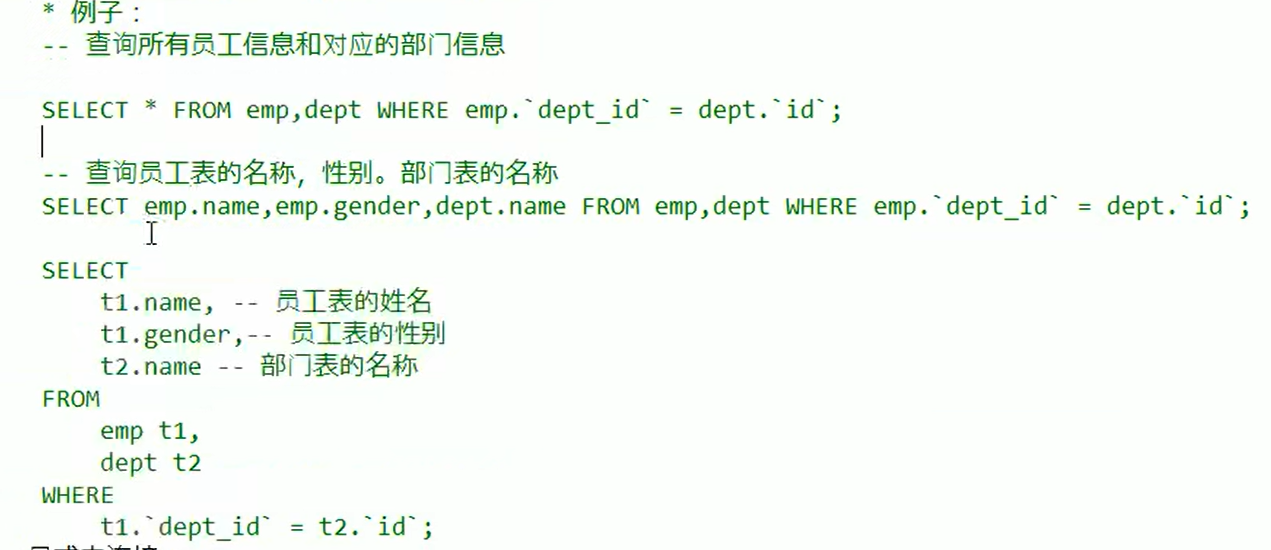 * 例子：
-- 查询所有员工信息和对应的部门信息
SELECT * FROM emp,dept WHERE emp.`dept_id` = dept.`id`;
-- 查询员工表的名称，性别。部门表的名称
SELECT emp.name,emp.gender,dept.name FROM emp,dept WHERE emp.`dept_id` = dept.`id`;
SELECT
t1.name, -- 员工表的姓名
t1.gender,-- 员工表的性别
t2.name -- 部门表的名称
FROM
emp t1,
dept t2
WHERE
t1.`dept_id` = t2.`id`;